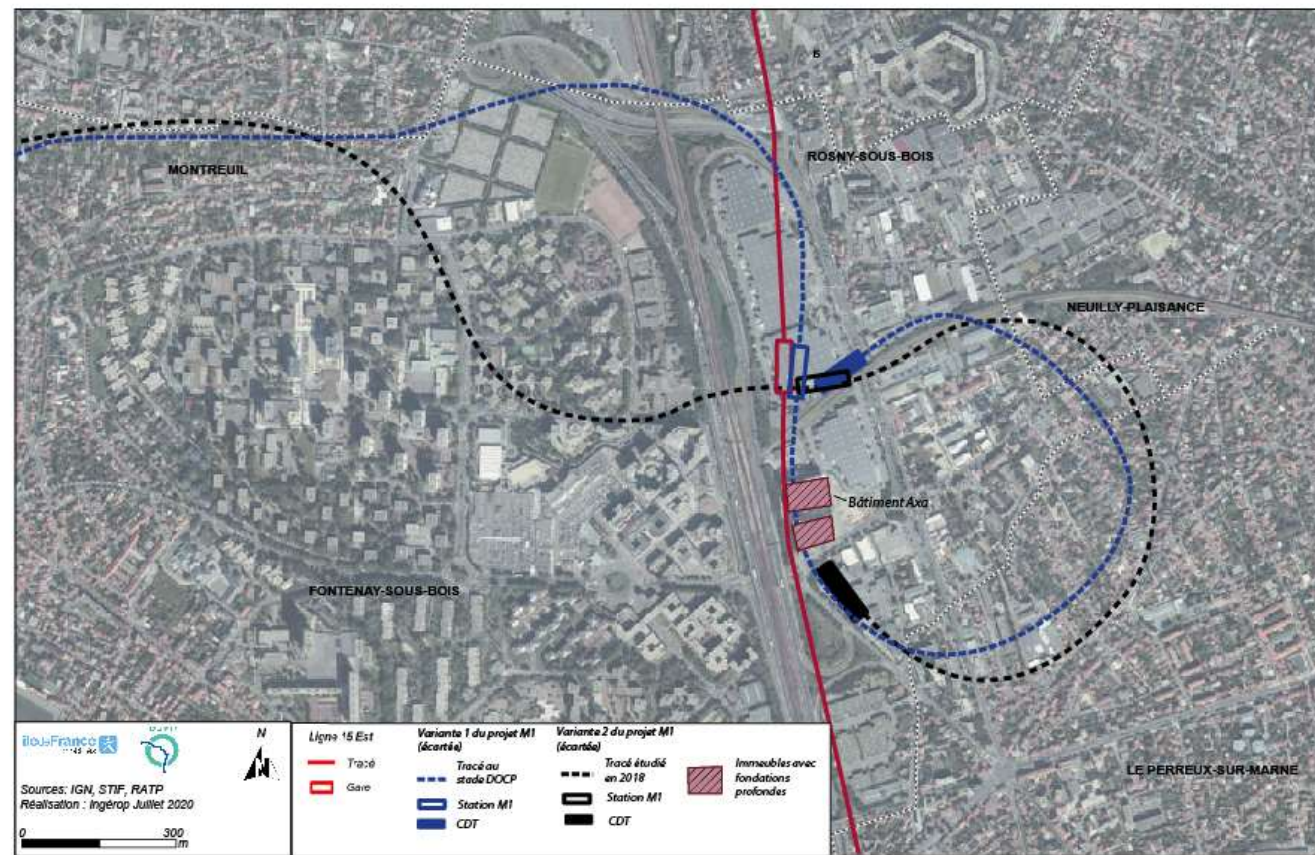 6
ROSNY-SOUS-BOIS
MONTREUIL
NEUILLY-PLAISANCE
Bâtiment Axa
FONTENAY-SOUS-BOIS
LE PERREUX-SUR-MARNE
îledeFrance
N
Sources: IGN, STIF, RATP
Réalisation : Ingérop Juillet 2020
0 300
m
Ligne 15 Est
Tracé
Gare
Variante 1 du projet M1
(écartée)
Tracé au
stade DOCP
Station M1
CDT
Variante 2 du projet M1
(écartée)
Tracé étudié
en 2018
Station M1
CDT
Immeubles avec
fondations
profondes